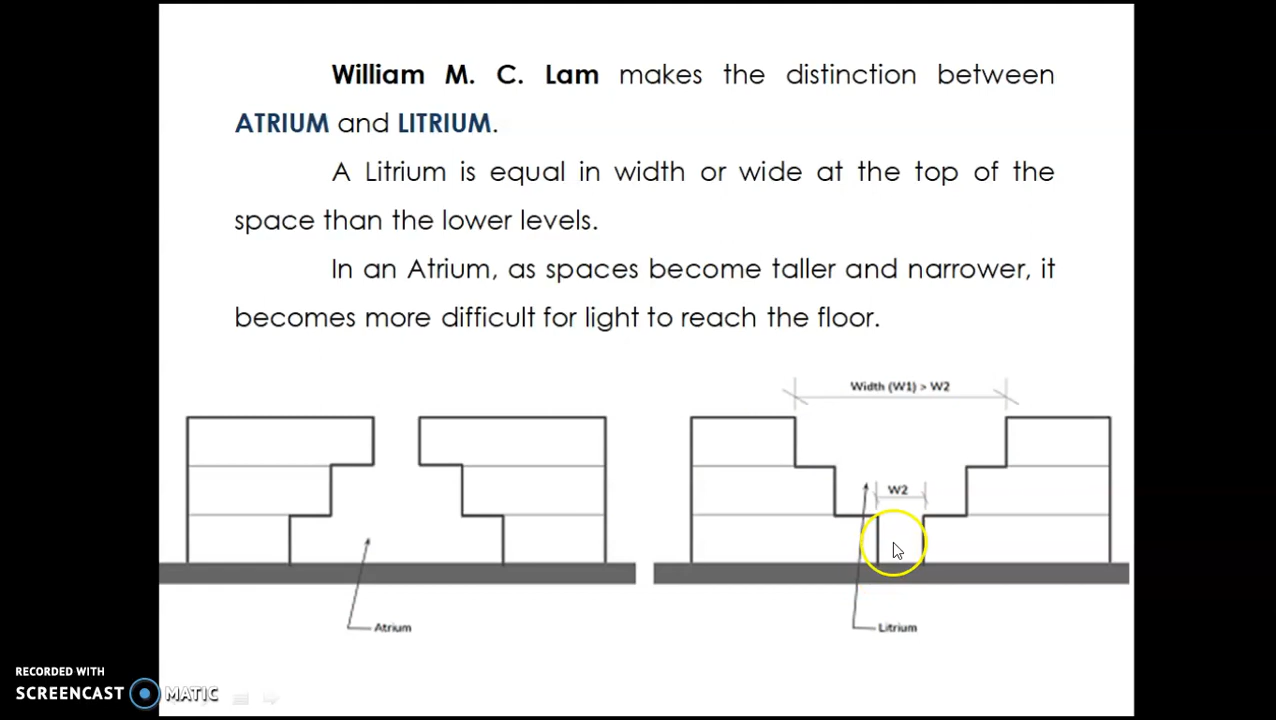 William M. C. Lam makes the distinction between
ATRIUM and LITRIUM.
A Litrium is equal in width or wide at the top of the
space than the lower levels.
In an Atrium, as spaces become taller and narrower, it
becomes more difficult for light to reach the floor.
Width (W1) > W2
W2
Atrium
Litrium
RECORDED WITH
SCREENCAST MATIC